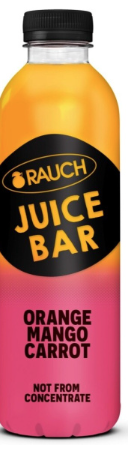 RAUCH
JUICE
BAR
ORANGE
MANGO
CARROT
NOT FROM
CONCENTRATE